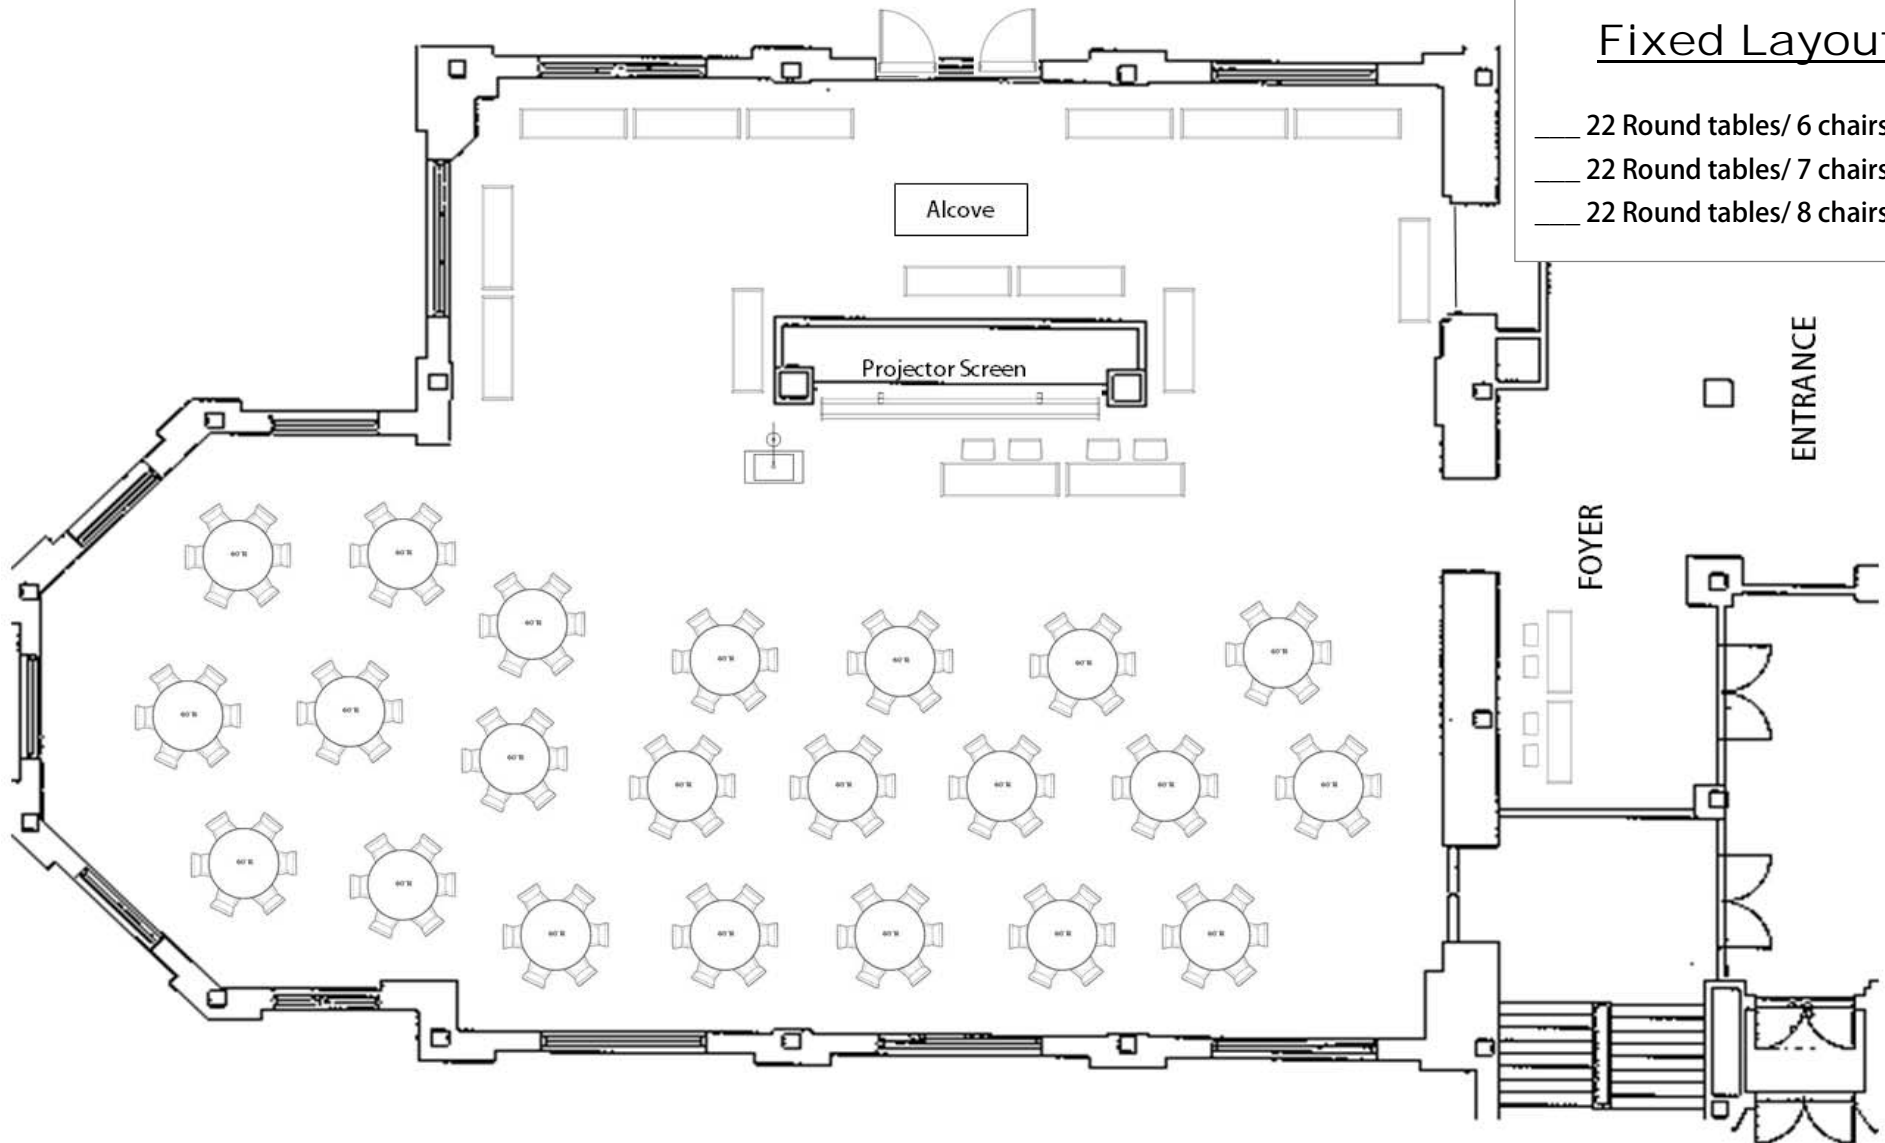 Fixed Layout
___ 22 Round tables/ 6 chairs
___ 22 Round tables/ 7 chairs
___ 22 Round tables/ 8 chairs
Alcove
Projector Screen
ENTRANCE
FOYER